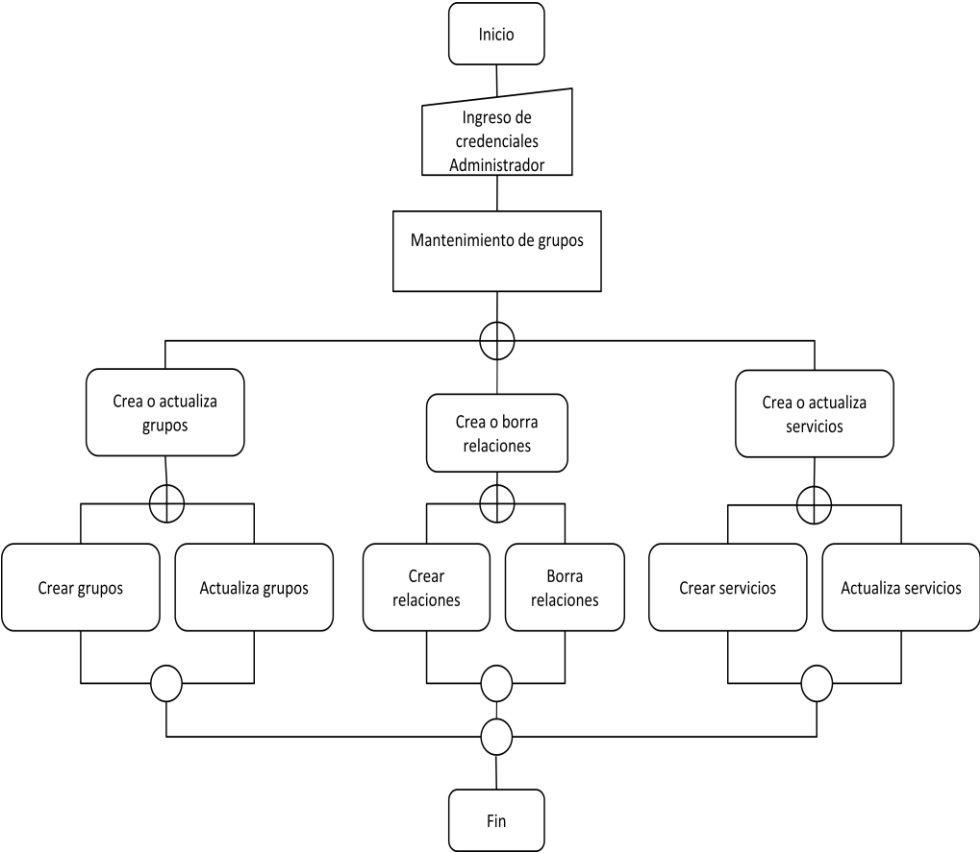 Inicio
Ingreso de
credenciales
Administrador
Mantenimiento de grupos
Crea o actualiza
grupos
Crea o borra
relaciones
Crea o actualiza
servicios
Crear grupos
Actualiza grupos
Crear
relaciones
Borra
relaciones
Crear servicios
Actualiza servicios
Fin